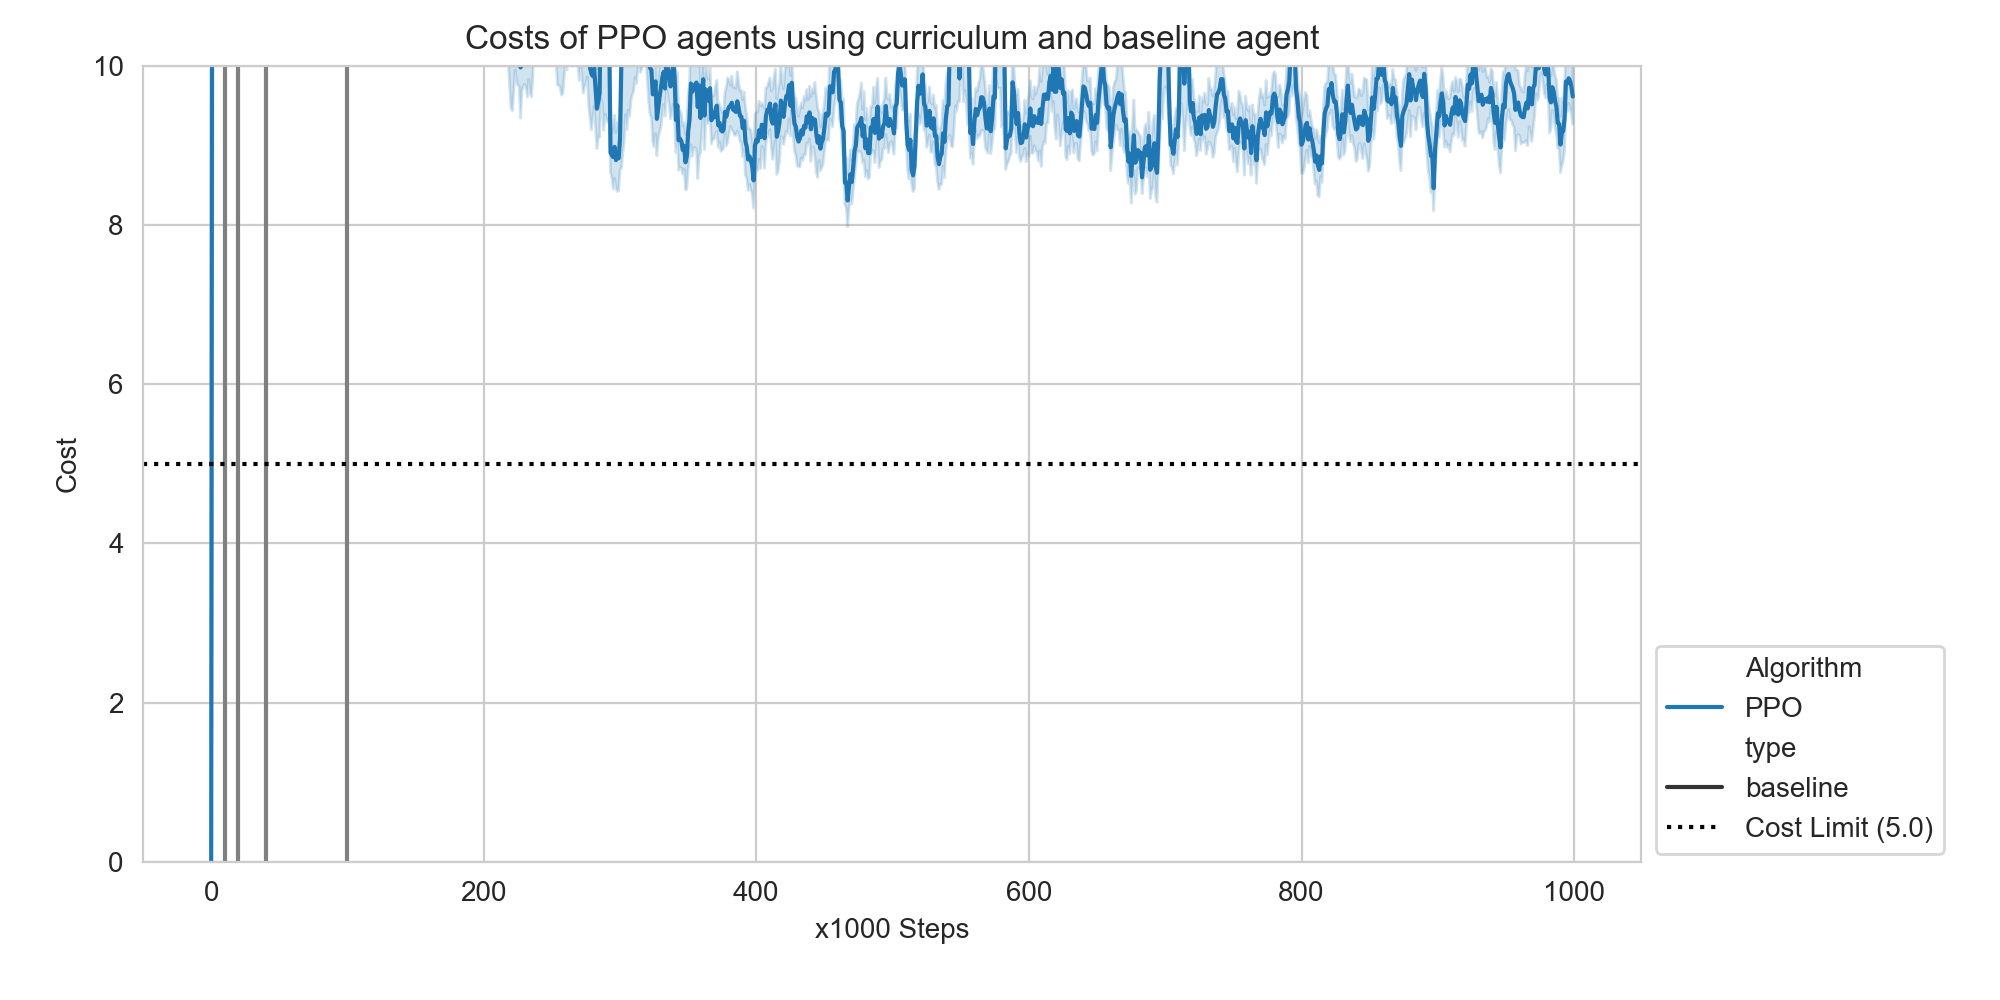 Costs of PPO agents using curriculum and baseline agent
10
8
6
4
2
0
Cost
0 200 400 600 800 1000
x1000 Steps
Algorithm
PPO
type
baseline
Cost Limit (5.0)